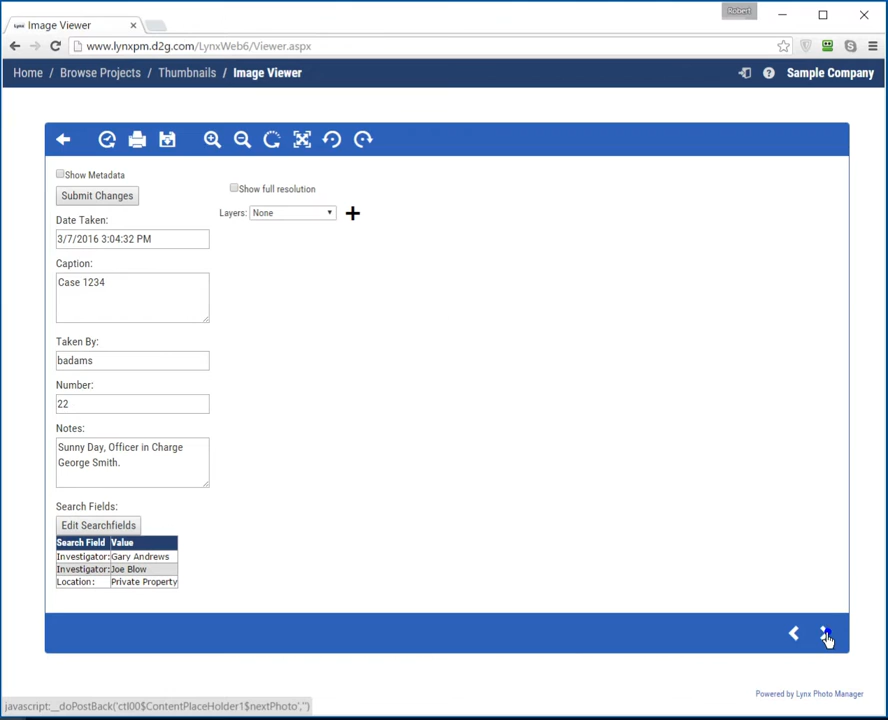 Robert
Lynx Image Viewer
www.lynxpm.d2g.com/LynxWeb6/Viewer.aspx
Home / Browse Projects / Thumbnails / Image Viewer
Sample Company
Show Metadata
Submit Changes
Show full resolution
Layers: None
Date Taken:
3/7/2016 3:04:32 PM
Caption:
Case 1234
Taken By:
badams
Number:
22
Notes:
Sunny Day, Officer in Charge
George Smith.
Search Fields:
Edit Searchfields
Search Field Value
Investigator: Gary Andrews
Investigator: Joe Blow
Location: Private Property
Powered by Lynx Photo Manager
javascript:__doPostBack('ctl00$ContentPlaceHolder1$nextPhoto','')